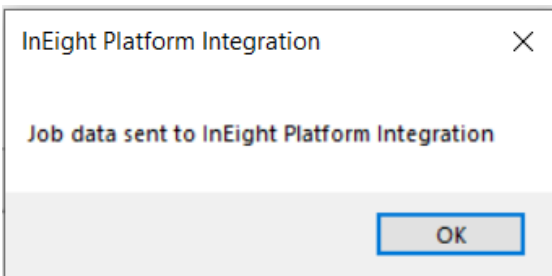 InEight Platform Integration
Job data sent to InEight Platform Integration
OK